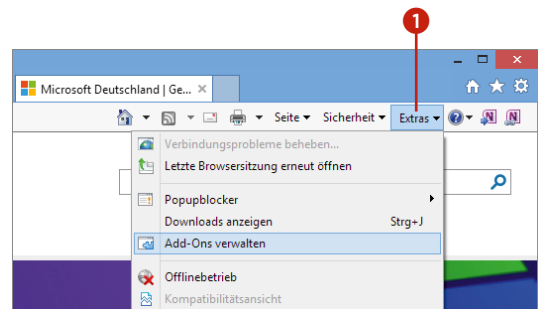 1
Microsoft Deutschland | Ge...
Seite Sicherheit Extras
Verbindungsprobleme beheben...
Letzte Browsersitzung erneut öffnen
Popupblocker
Downloads anzeigen Strg+J
Add-Ons verwalten
Offlinebetrieb
Kompatibilitätsansicht